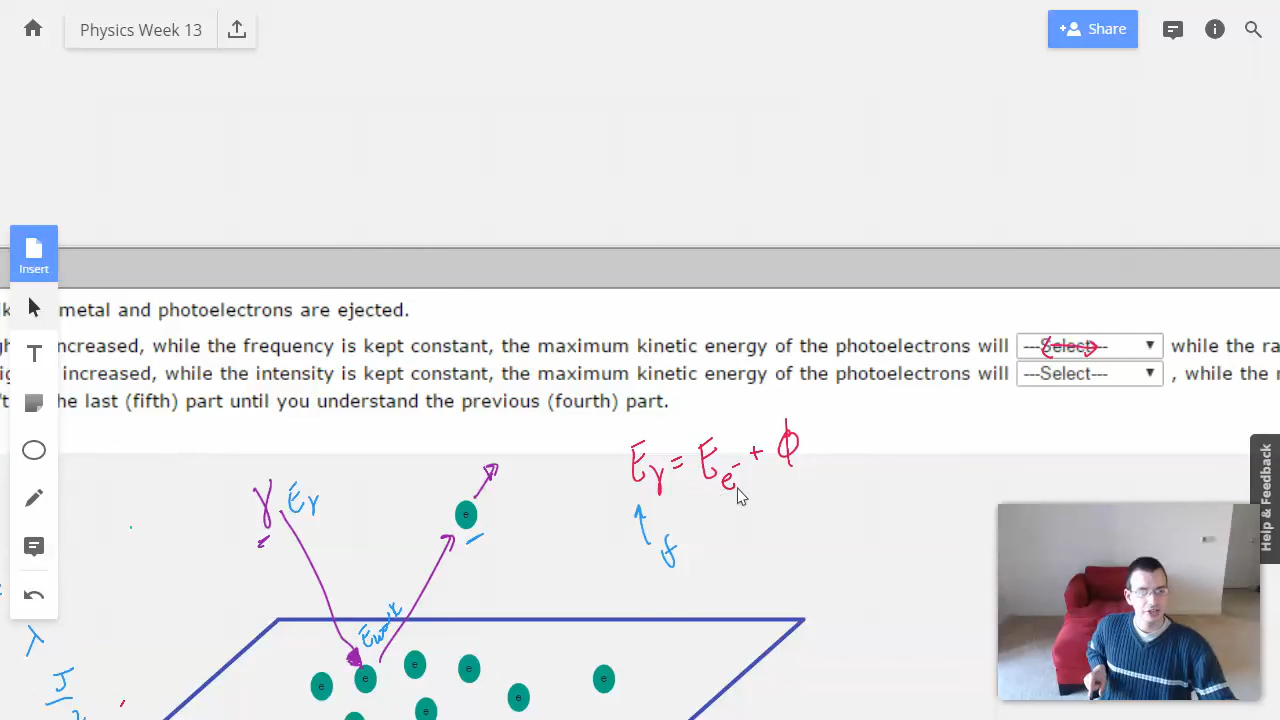 Physics Week 13
Share
Insert
metal and photoelectrons are ejected.
increased, while the frequency is kept constant, the maximum kinetic energy of the photoelectrons will ---Select--- while the ra
increased, while the intensity is kept constant, the maximum kinetic energy of the photoelectrons will ---Select--- , while the
the last (fifth) part until you understand the previous (fourth) part.
Eγ = Ee- + ϕ
γ Eγ
e
f
Ework
e e e e e e e
λ
J
Help & Feedback